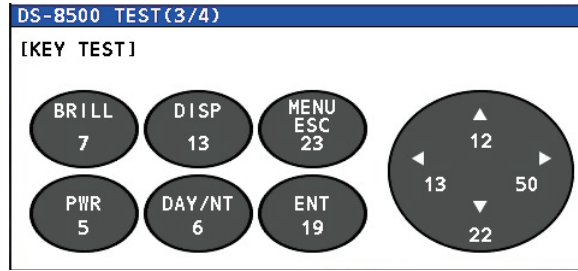 DS-8500 TEST(3/4)
[KEY TEST]
BRILL
7
DISP
13
MENU
ESC
23
PWR
5
DAY/NT
6
ENT
19
▲
12
◀
13
▶
50
▼
22